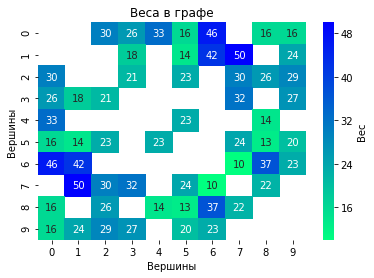 Веса в графе
0 30 26 33 16 46 16 16
1 18 14 42 50 24
2 30 21 23 30 26 29
3 26 18 21 32 27
4 33 23 14
5 16 14 23 23 24 13 20
6 46 42 10 37 23
7 50 30 32 24 10 22
8 16 26 14 13 37 22
9 16 24 29 27 20 23
0 1 2 3 4 5 6 7 8 9
Вершины
Вершины
48
40
32
24
16
Вес